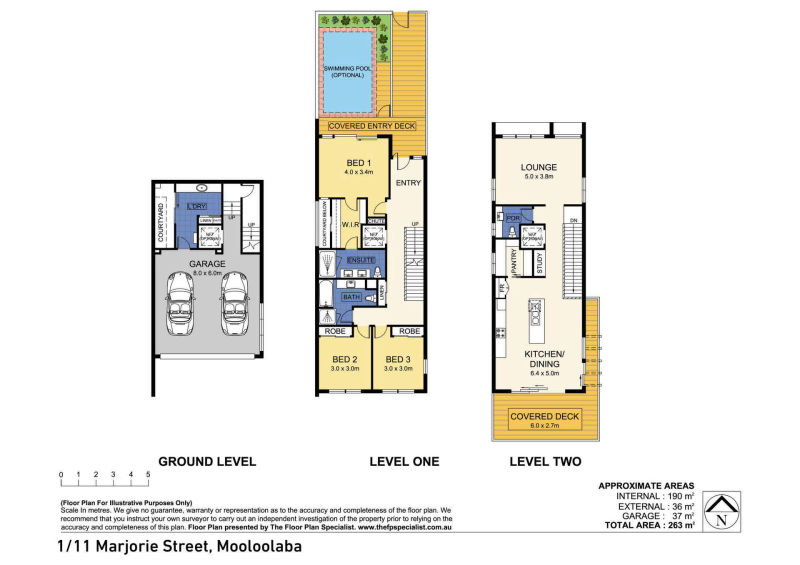 SWIMMING POOL
(OPTIONAL)
COVERED ENTRY DECK
BED 1
4.0 x 3.4m
ENTRY
COURTYARD BELOW
W.I.R
UP
ENSUITE
BATH
LINEN
ROBE
ROBE
BED 2
3.0 x 3.0m
BED 3
3.0 x 3.0m
L'DRY
COURTYARD
LINEN
UP
UP
GARAGE
8.0 x 6.0m
LOUNGE
5.0 x 3.8m
PDR
DN
PANTRY
STUDY
FR
KITCHEN/
DINING
6.4 x 5.0m
COVERED DECK
6.0 x 2.7m
GROUND LEVEL
LEVEL ONE
LEVEL TWO
0 1 2 3 4 5
(Floor Plan For Illustrative Purposes Only)
Scale In metres. We give no guarantee, warranty or representation as to the accuracy and completeness of the floor plan. We
recommend that you instruct your own surveyor to carry out an independent investigation of the property prior to relying on the
accuracy and completeness of this plan. Floor Plan presented by The Floor Plan Specialist. www.thefpspecialist.com.au
APPROXIMATE AREAS
INTERNAL : 190 m²
EXTERNAL : 36 m²
GARAGE : 37 m²
TOTAL AREA : 263 m²
N
1/11 Marjorie Street, Mooloolaba